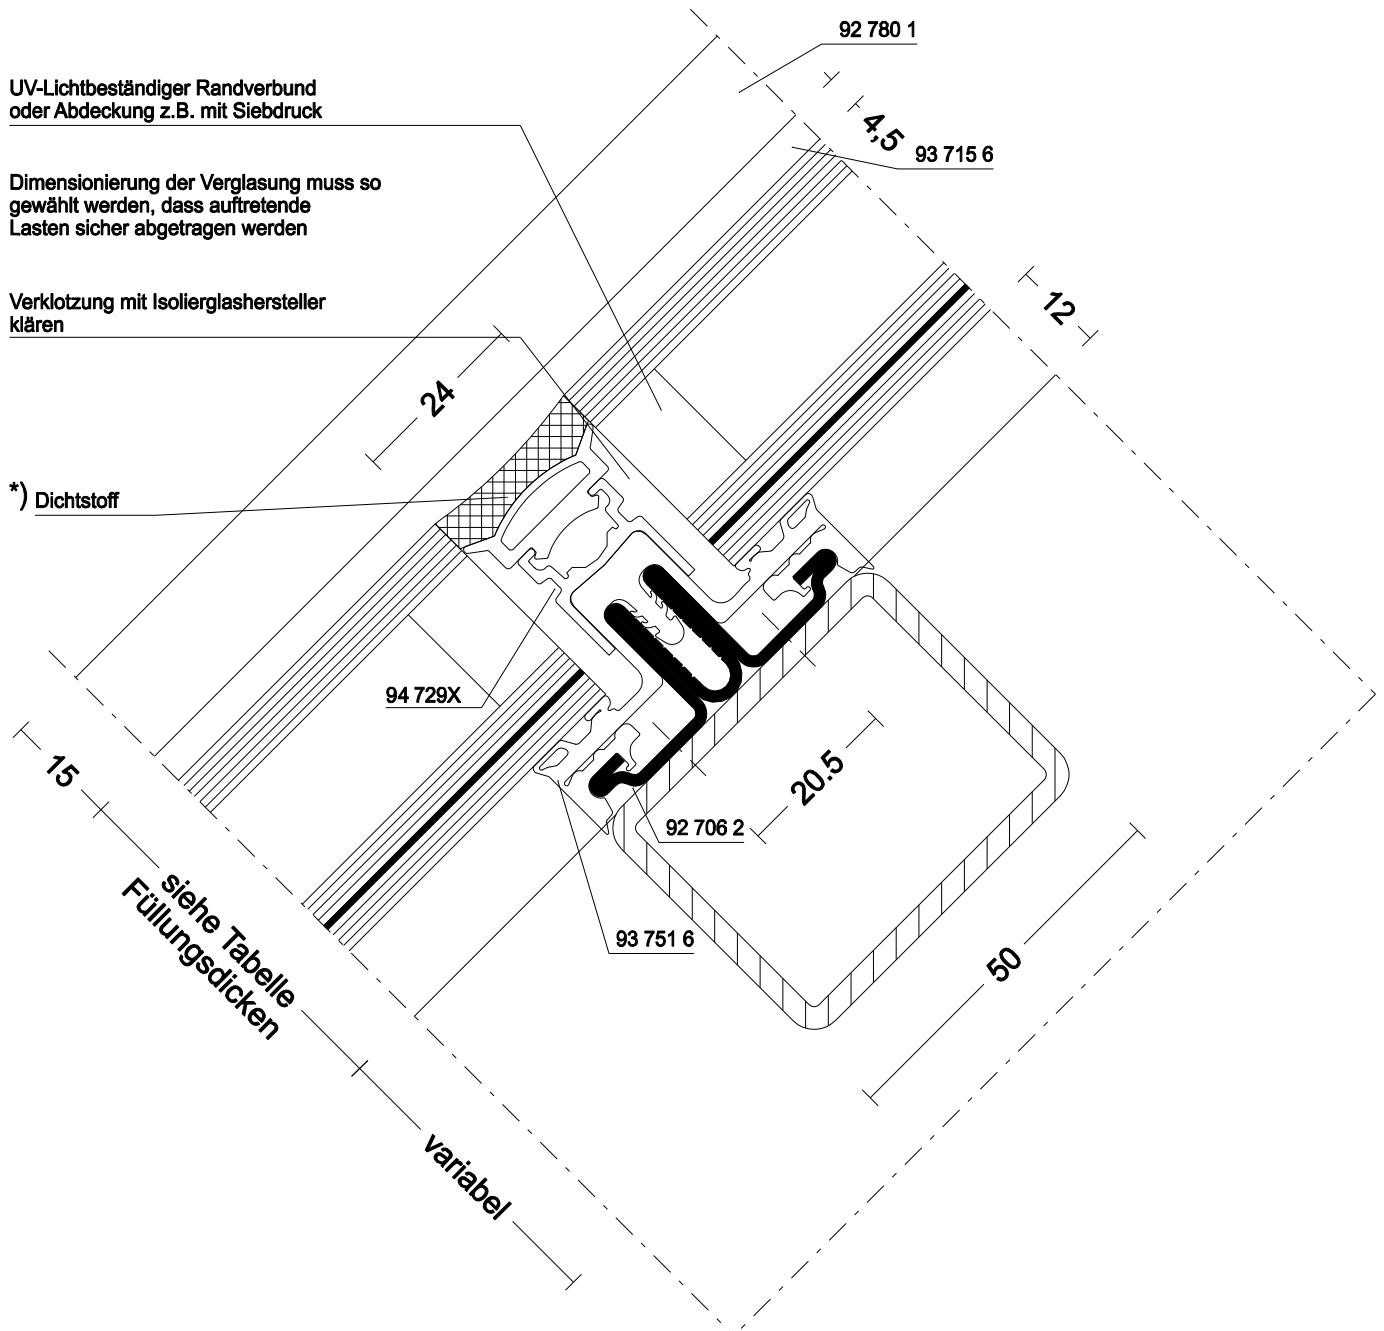 92 780 1
UV-Lichtbeständiger Randverbund
oder Abdeckung z.B. mit Siebdruck
4,5
93 715 6
Dimensionierung der Verglasung muss so
gewählt werden, dass auftretende
Lasten sicher abgetragen werden
Verklotzung mit Isolierglashersteller
klären
12
24
*) Dichtstoff
94 729X
15
20.5
92 706 2
93 751 6
siehe Tabelle
Füllungsdicken
50
variabel